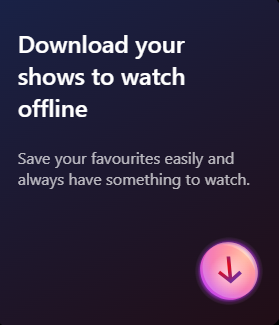 Download your
shows to watch
offline
Save your favourites easily and
always have something to watch.